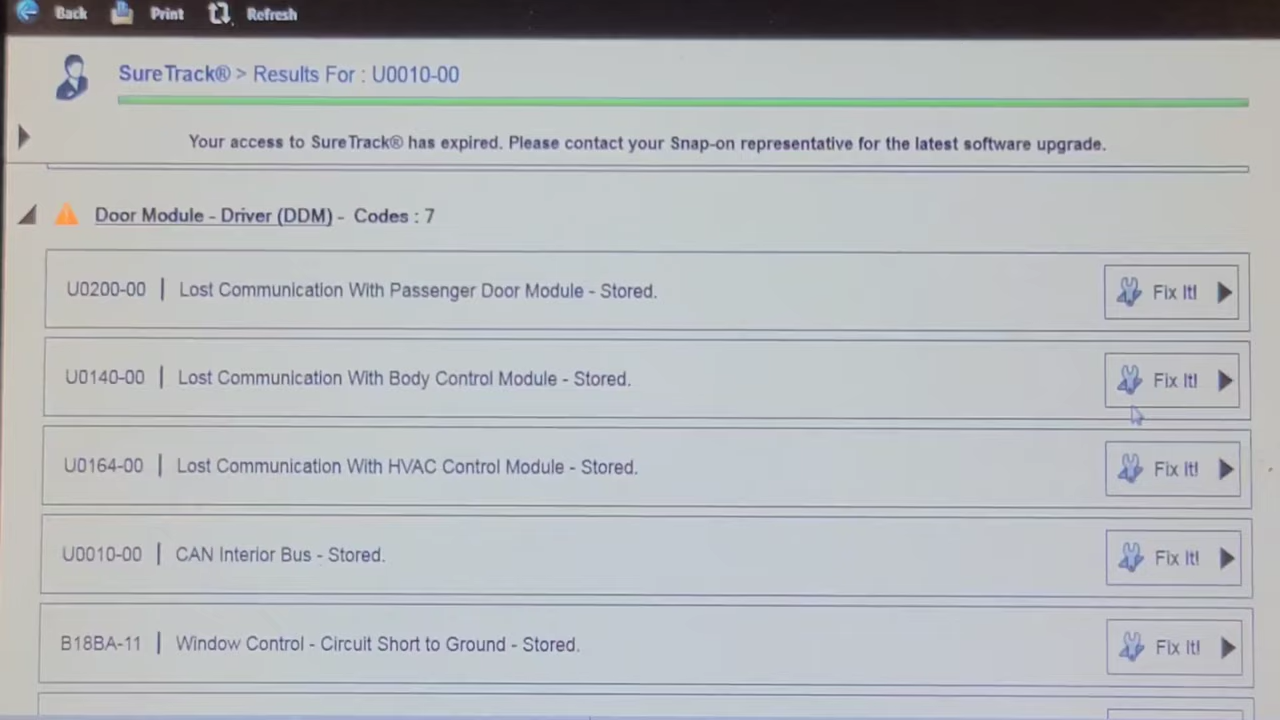 Back Print Refresh
SureTrack® > Results For : U0010-00
Your access to SureTrack® has expired. Please contact your Snap-on representative for the latest software upgrade.
Door Module - Driver (DDM) - Codes : 7
U0200-00 | Lost Communication With Passenger Door Module - Stored. Fix It!
U0140-00 | Lost Communication With Body Control Module - Stored. Fix It!
U0164-00 | Lost Communication With HVAC Control Module - Stored. Fix It!
U0010-00 | CAN Interior Bus - Stored. Fix It!
B18BA-11 | Window Control - Circuit Short to Ground - Stored. Fix It!